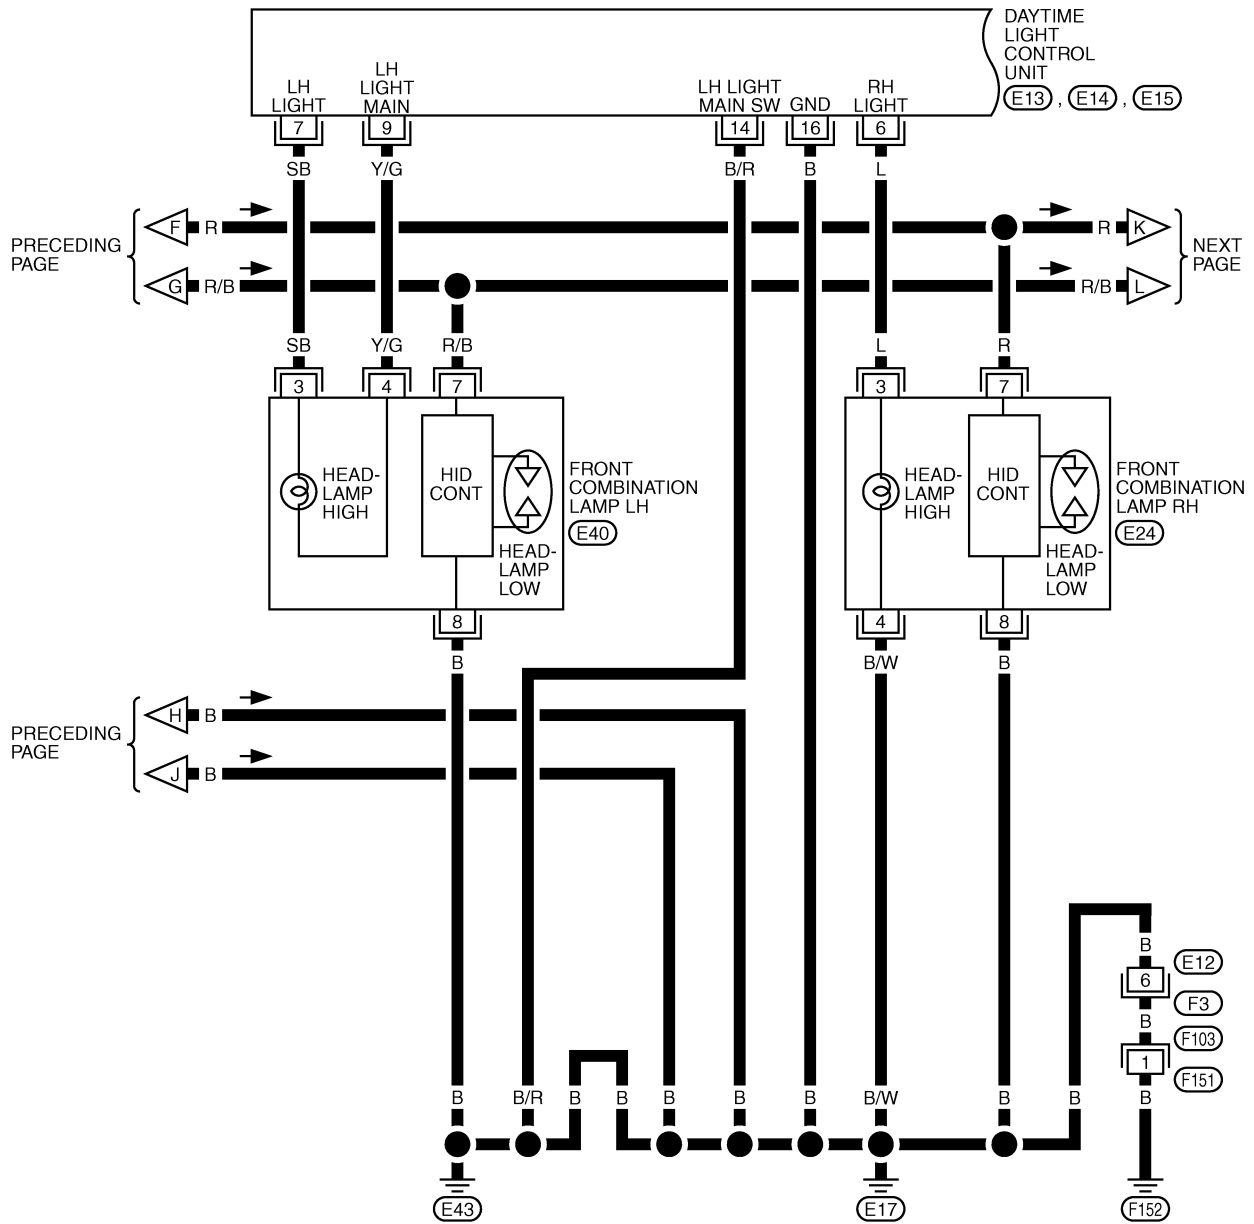 DAYTIME
LIGHT
CONTROL
UNIT
E13 , E14 , E15
LH
LIGHT
LH
LIGHT
MAIN
LH LIGHT
MAIN SW
GND
RH
LIGHT
7 9 14 16 6
SB Y/G B/R B L
PRECEDING
PAGE
F R R K
G R/B R/B L
NEXT
PAGE
SB Y/G R/B L R
3 4 7 3 7
HEAD-
LAMP
HIGH
HID
CONT
HEAD-
LAMP
LOW
FRONT
COMBINATION
LAMP LH
E40
HEAD-
LAMP
HIGH
HID
CONT
HEAD-
LAMP
LOW
FRONT
COMBINATION
LAMP RH
E24
8 4 8
B B/W B
PRECEDING
PAGE
H B
J B
B
E12
6
F3
B
F103
1
F151
B B/R B B B B B B/W B B B
E43 E17 F152